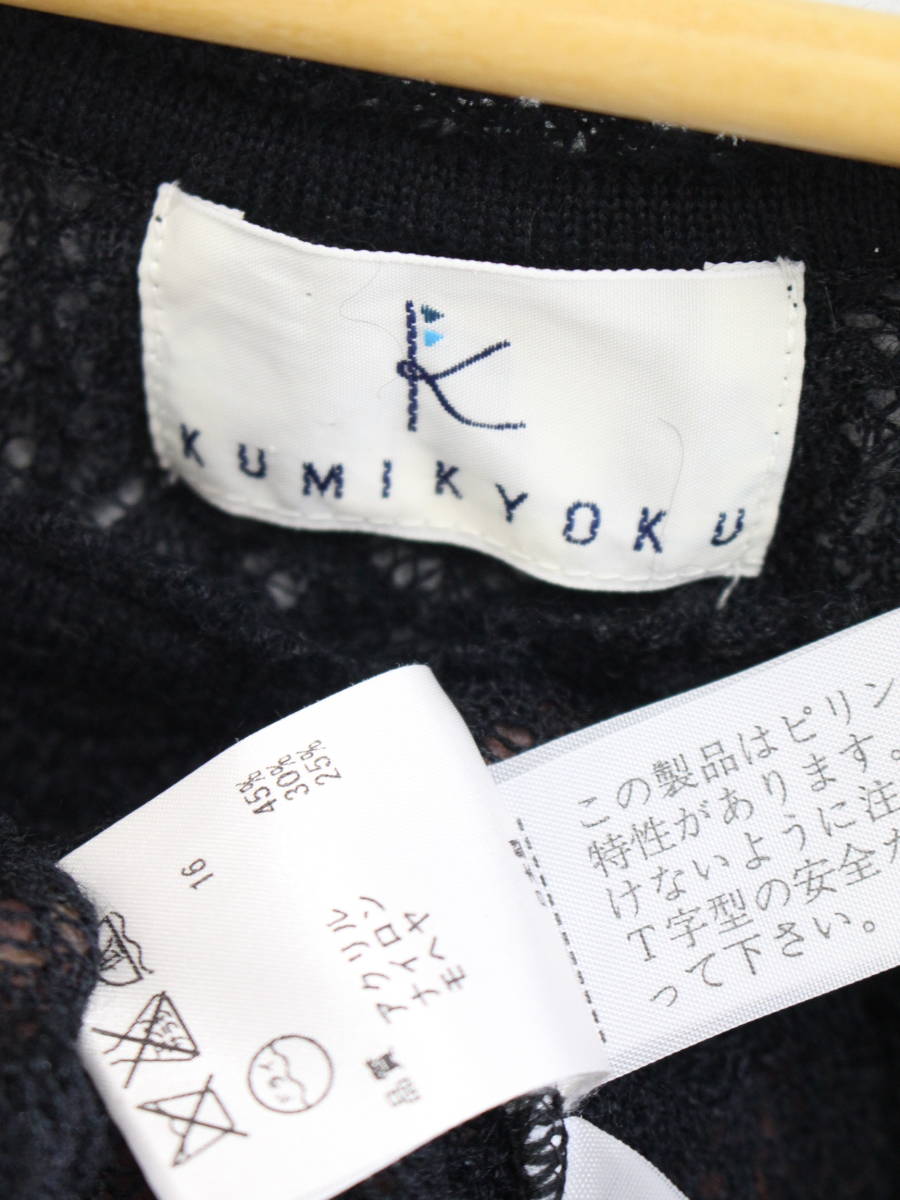 KUMIKYOKU
品質
アクリル 45%
ナイロン 30%
モヘヤ 25%
16
この製品はピリン
特性があります。
けないように注
T字型の安全
って下さい。